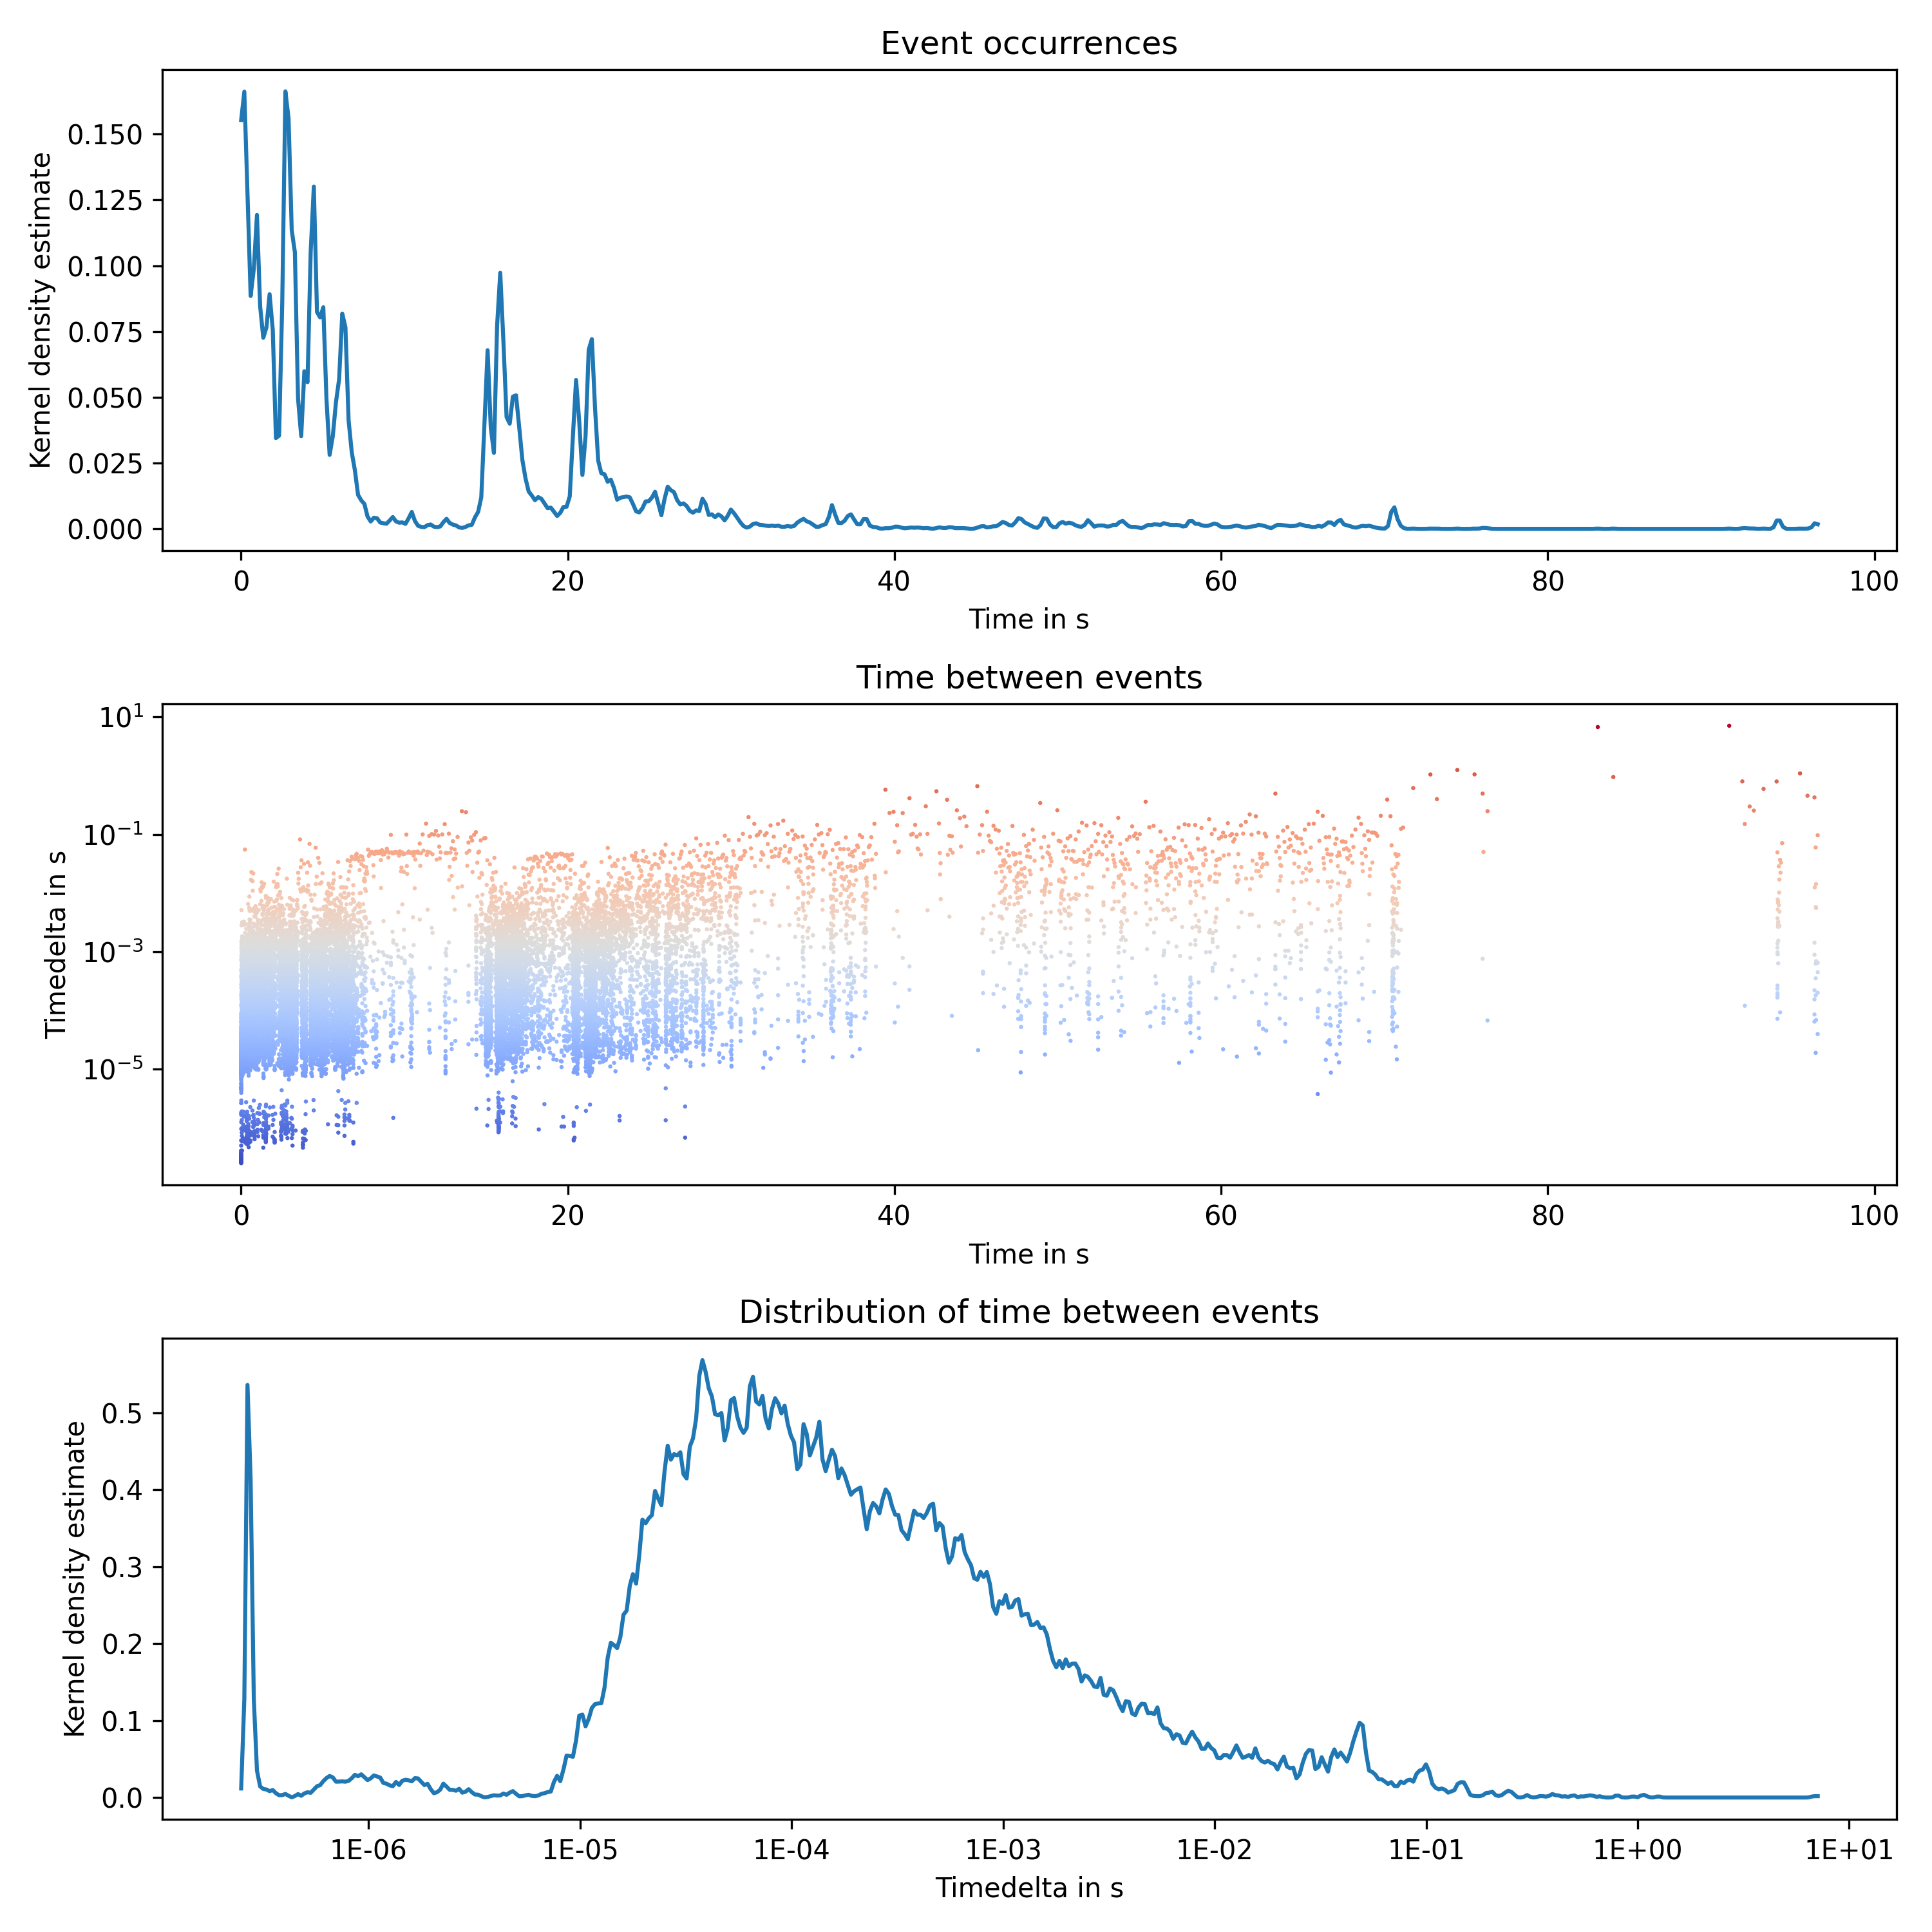 Event occurrences
Kernel density estimate
0.150
0.125
0.100
0.075
0.050
0.025
0.000
0 20 40 60 80 100
Time in s
Time between events
Timedelta in s
10¹
10⁻¹
10⁻³
10⁻⁵
0 20 40 60 80 100
Time in s
Distribution of time between events
Kernel density estimate
0.5
0.4
0.3
0.2
0.1
0.0
1E-06 1E-05 1E-04 1E-03 1E-02 1E-01 1E+00 1E+01
Timedelta in s